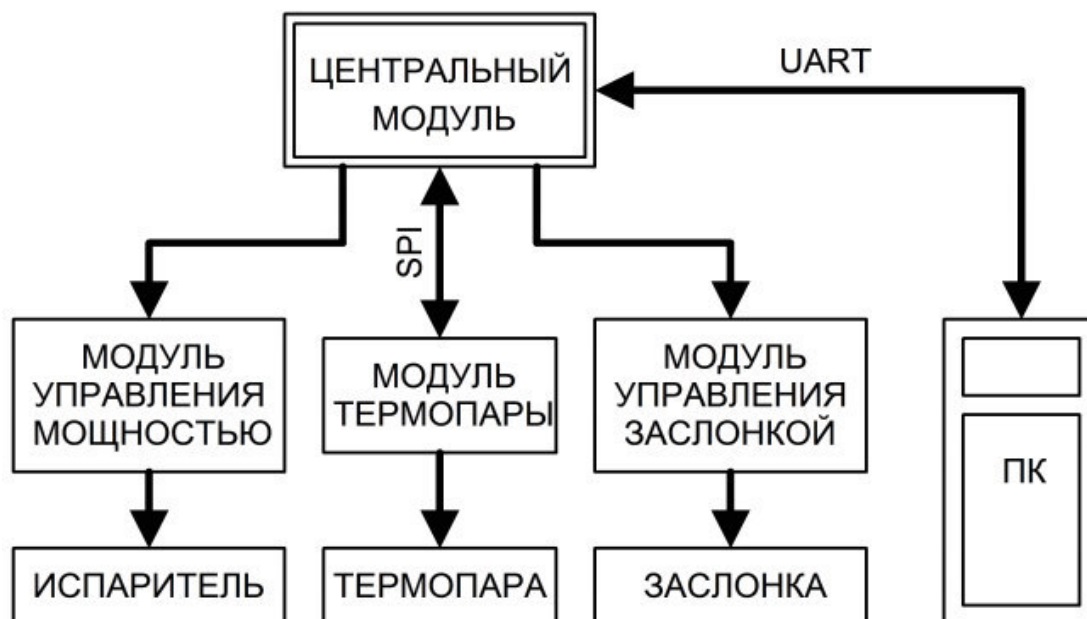 ЦЕНТРАЛЬНЫЙ
МОДУЛЬ
UART
SPI
МОДУЛЬ
УПРАВЛЕНИЯ
МОЩНОСТЬЮ
МОДУЛЬ
ТЕРМОПАРЫ
МОДУЛЬ
УПРАВЛЕНИЯ
ЗАСЛОНКОЙ
ПК
ИСПАРИТЕЛЬ
ТЕРМОПАРА
ЗАСЛОНКА